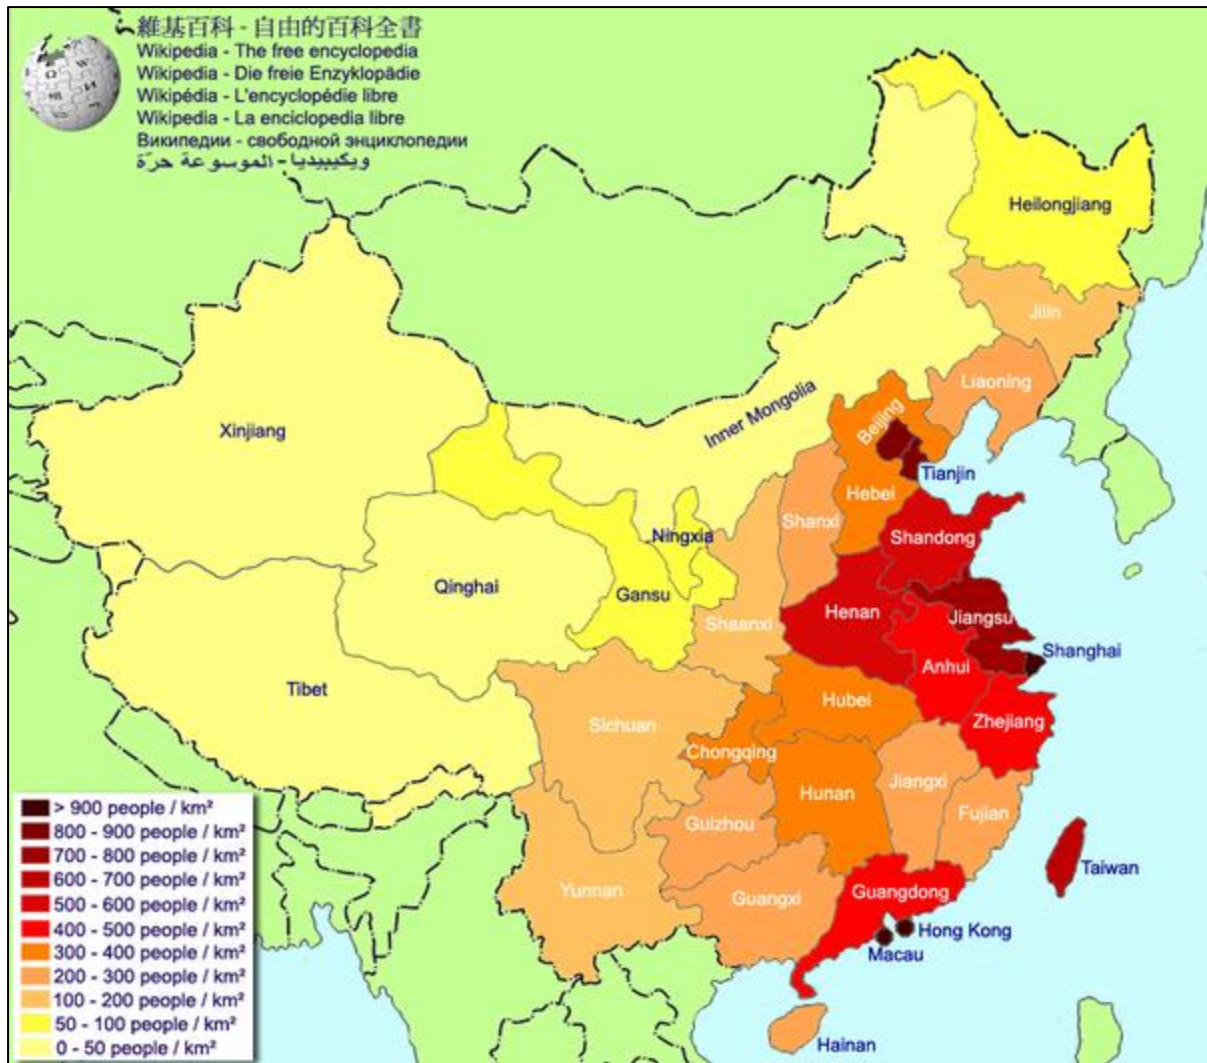 維基百科 - 自由的百科全書
Wikipedia - The free encyclopedia
Wikipedia - Die freie Enzyklopädie
Wikipédia - L'encyclopédie libre
Wikipedia - La enciclopedia libre
Википедии - свободной энциклопедии
ويكيبيديا - الموسوعة حرّة
Heilongjiang
Jilin
Liaoning
Inner Mongolia
Xinjiang
Beijing
Tianjin
Hebei
Shanxi
Ningxia
Shandong
Qinghai
Gansu
Shaanxi
Henan
Jiangsu
Shanghai
Anhui
Tibet
Sichuan
Hubei
Zhejiang
Chongqing
Hunan
Jiangxi
Fujian
Guizhou
Taiwan
Yunnan
Guangxi
Guangdong
Hong Kong
Macau
Hainan
> 900 people / km²
800 - 900 people / km²
700 - 800 people / km²
600 - 700 people / km²
500 - 600 people / km²
400 - 500 people / km²
300 - 400 people / km²
200 - 300 people / km²
100 - 200 people / km²
50 - 100 people / km²
0 - 50 people / km²